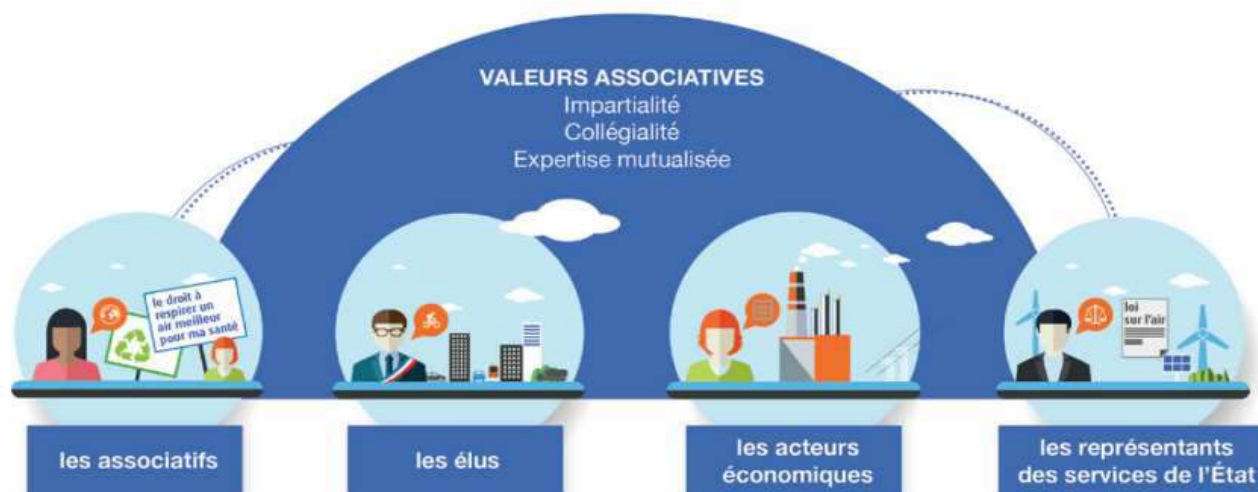 VALEURS ASSOCIATIVES
Impartialité
Collégialité
Expertise mutualisée
le droit à
respirer un
air meilleur
pour ma santé
loi
sur l'air
les associatifs
les élus
les acteurs
économiques
les représentants
des services de l'État